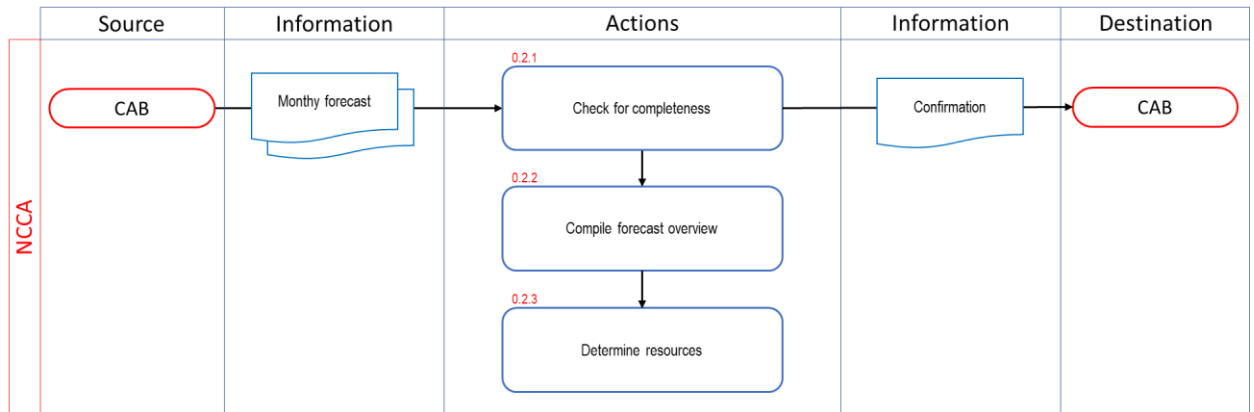 Source
Information
Actions
Information
Destination
NCCA
CAB
Monthy forecast
0.2.1
Check for completeness
Confirmation
CAB
0.2.2
Compile forecast overview
0.2.3
Determine resources